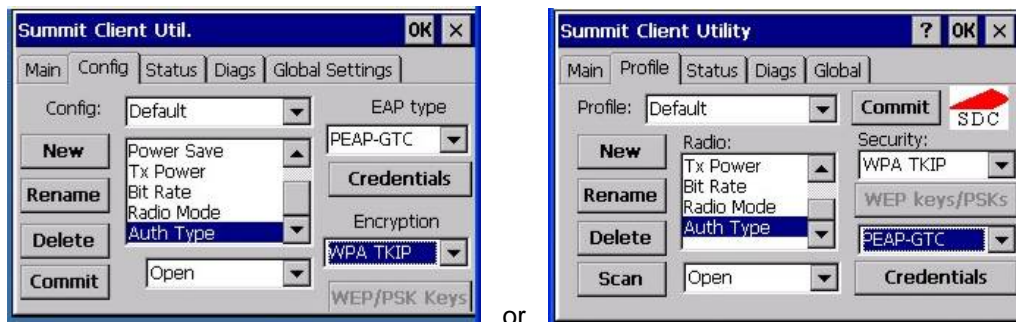 Summit Client Util. OK ×
Main Config Status Diags Global Settings
Config: Default EAP type
PEAP-GTC
New Power Save
Tx Power Credentials
Rename Bit Rate
Radio Mode Encryption
Delete Auth Type WPA TKIP
Commit Open WEP/PSK Keys
or
Summit Client Utility ? OK ×
Main Profile Status Diags Global
Profile: Default Commit SDC
Radio: Security:
New Tx Power WPA TKIP
Rename Bit Rate WEP keys/PSKs
Radio Mode
Delete Auth Type PEAP-GTC
Scan Open Credentials